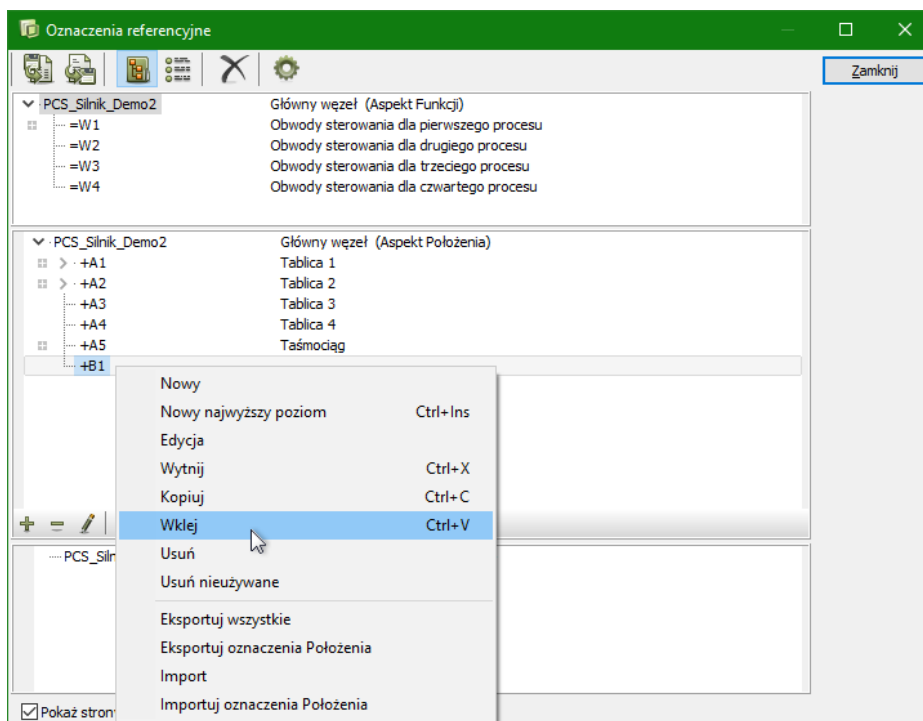 Oznaczenia referencyjne
Zamknij
PCS_Silnik_Demo2 Główny węzeł (Aspekt Funkcji)
=W1 Obwody sterowania dla pierwszego procesu
=W2 Obwody sterowania dla drugiego procesu
=W3 Obwody sterowania dla trzeciego procesu
=W4 Obwody sterowania dla czwartego procesu
PCS_Silnik_Demo2 Główny węzeł (Aspekt Położenia)
+A1 Tablica 1
+A2 Tablica 2
+A3 Tablica 3
+A4 Tablica 4
+A5 Taśmociąg
+B1
Nowy
Nowy najwyższy poziom Ctrl+Ins
Edycja
Wytnij Ctrl+X
Kopiuj Ctrl+C
Wklej Ctrl+V
Usuń
Usuń nieużywane
Eksportuj wszystkie
Eksportuj oznaczenia Położenia
Import
Importuj oznaczenia Położenia
PCS_Siln
Pokaż stron